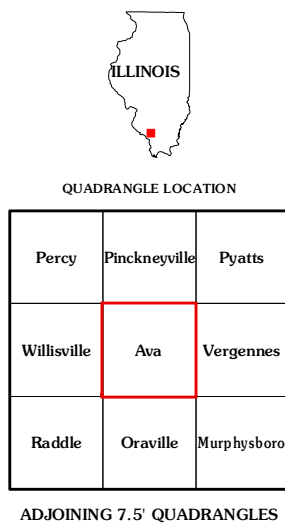 ILLINOIS
QUADRANGLE LOCATION
Percy Pinckneyville Pyatts
Willisville Ava Vergennes
Raddle Oraville Murphysboro
ADJOINING 7.5' QUADRANGLES